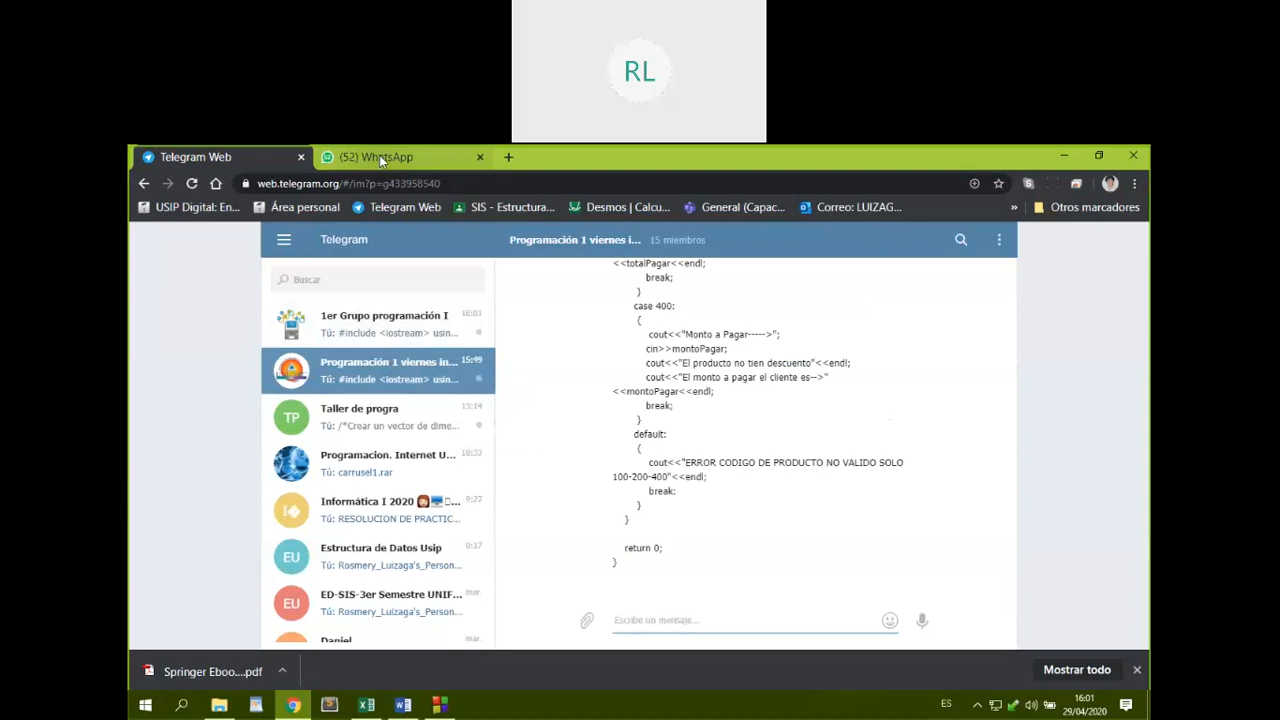 RL
Telegram Web
(52) WhatsApp
web.telegram.org/#/im?p=g433958540
USIP Digital: En...
Área personal
Telegram Web
SIS - Estructura...
Desmos | Calcu...
General (Capac...
Correo: LUIZAG...
»
Otros marcadores
Telegram
Programación 1 viernes i... 15 miembros
Buscar
1er Grupo programación I 16:01
Tú: #include <iostream> usin...
Programación 1 viernes in... 15:49
Tú: #include <iostream> usin...
TP
Taller de progra 13:14
Tú: /*Crear un vector de dime...
Programacion. Internet U... 10:33
Tú: carrusel1.rar
Informática I 2020 9:27
Tú: RESOLUCION DE PRACTIC...
EU
Estructura de Datos Usip 0:17
Tú: Rosmery_Luizaga's_Person...
EU
ED-SIS-3er Semestre UNIF... mar.
Tú: Rosmery_Luizaga's_Person...
Daniel mar.
<<totalPagar<<endl;
break;
}
case 400:
{
cout<<"Monto a Pagar----->";
cin>>montoPagar;
cout<<"El producto no tien descuento"<<endl;
cout<<"El monto a pagar el cliente es-->"
<<montoPagar<<endl;
break;
}
default:
{
cout<<"ERROR CODIGO DE PRODUCTO NO VALIDO SOLO
100-200-400"<<endl;
break:
}
}
return 0;
}
Escribe un mensaje...
Springer Eboo....pdf
Mostrar todo
ES
16:01
29/04/2020